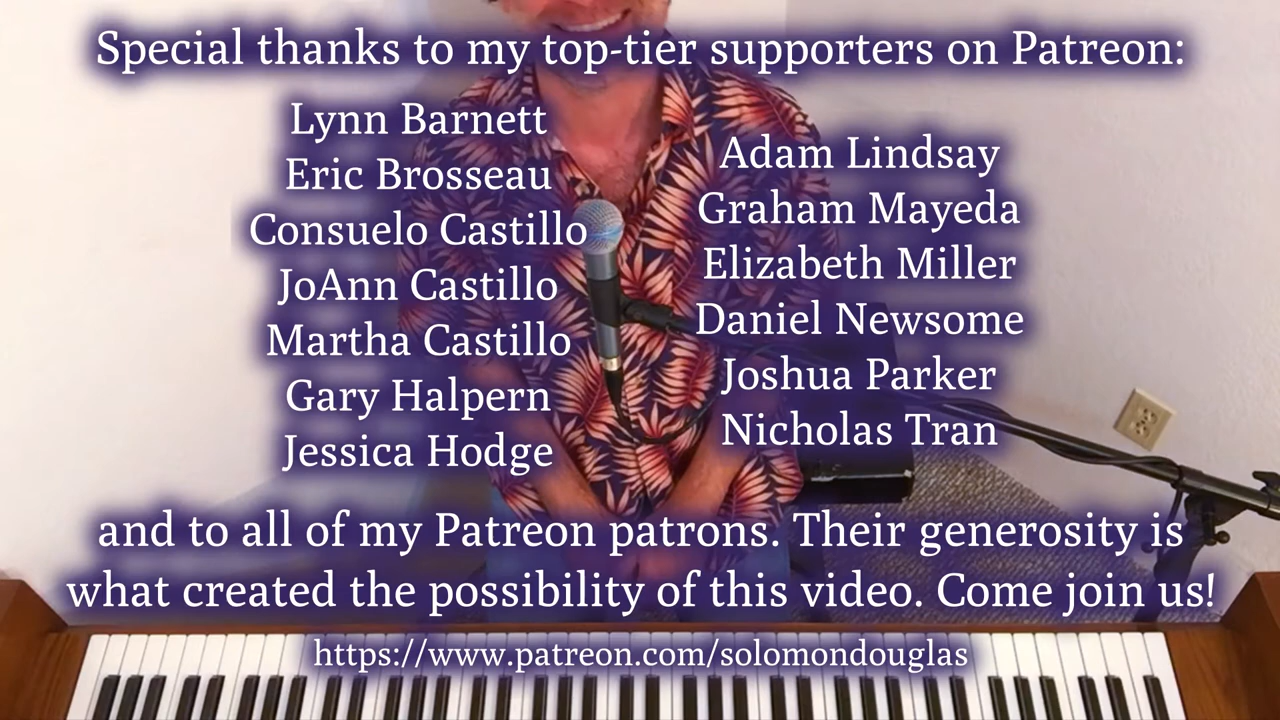 Special thanks to my top-tier supporters on Patreon:
Lynn Barnett
Eric Brosseau
Consuelo Castillo
JoAnn Castillo
Martha Castillo
Gary Halpern
Jessica Hodge
Adam Lindsay
Graham Mayeda
Elizabeth Miller
Daniel Newsome
Joshua Parker
Nicholas Tran
and to all of my Patreon patrons. Their generosity is
what created the possibility of this video. Come join us!
https://www.patreon.com/solomondouglas